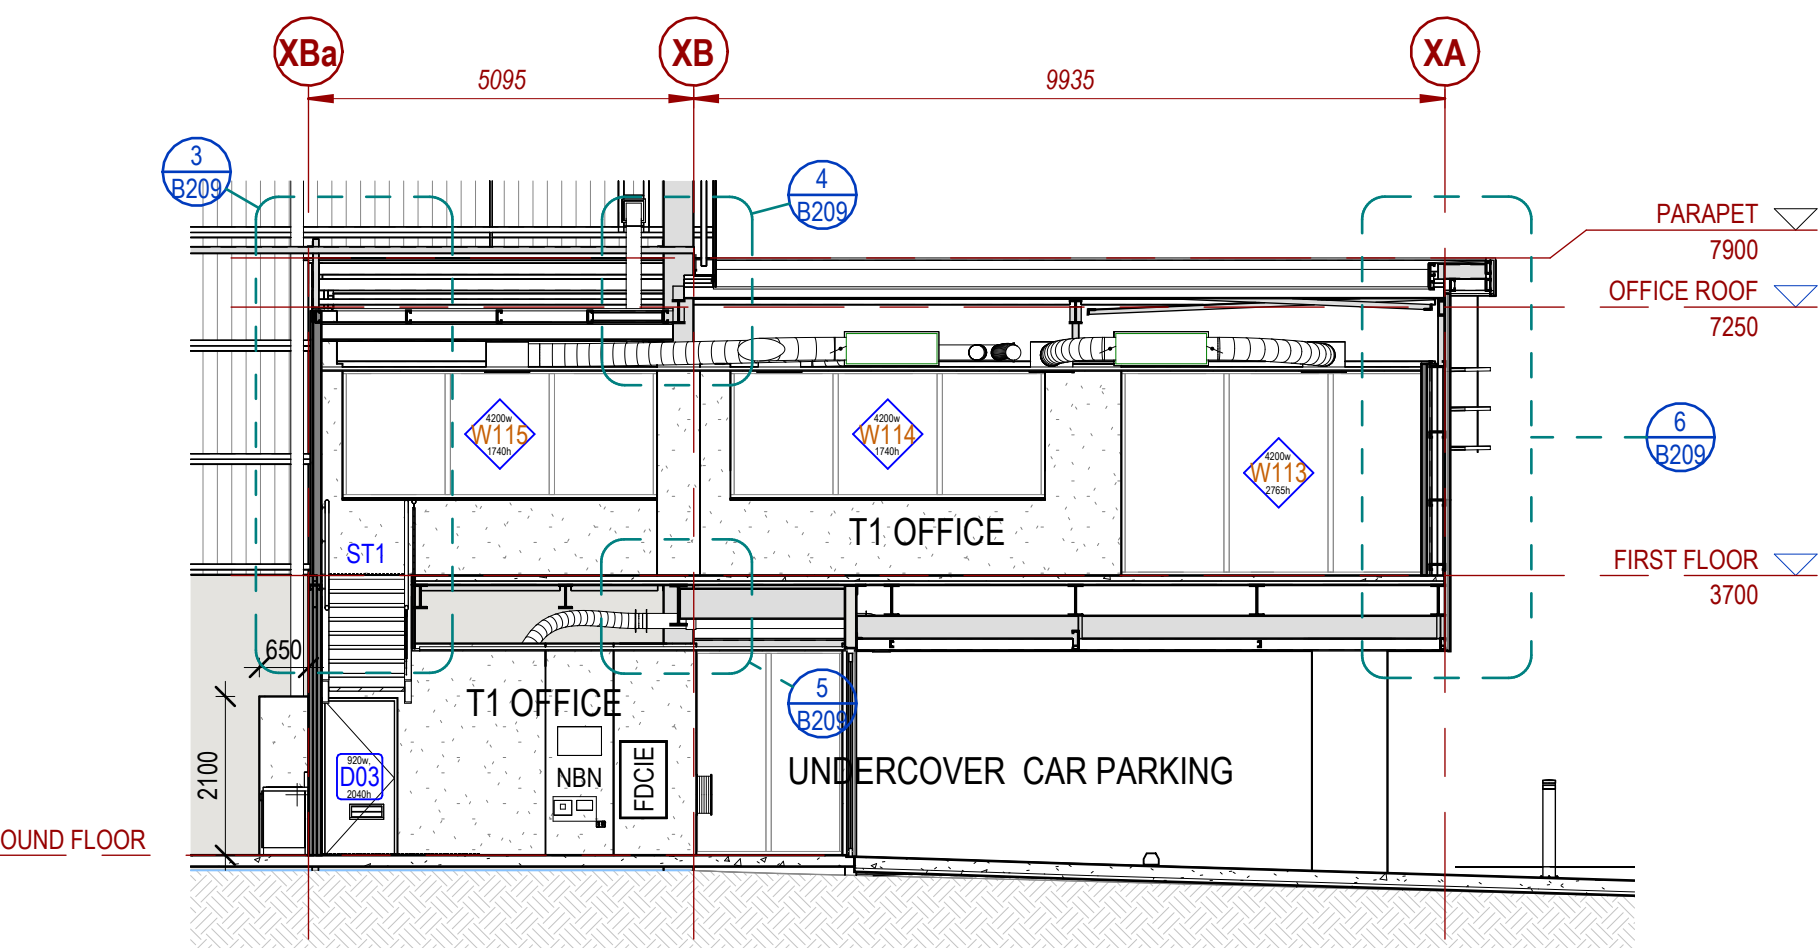 XBa
XB
XA
5095
9935
3
B209
4
B209
PARAPET
7900
OFFICE ROOF
7250
4200w
W115
1740h
4200w
W114
1740h
4200w
W113
2765h
6
B209
T1 OFFICE
ST1
FIRST FLOOR
3700
650
T1 OFFICE
5
B209
2100
920w,
D03
2040h
NBN
FDCIE
UNDERCOVER CAR PARKING
OUND FLOOR